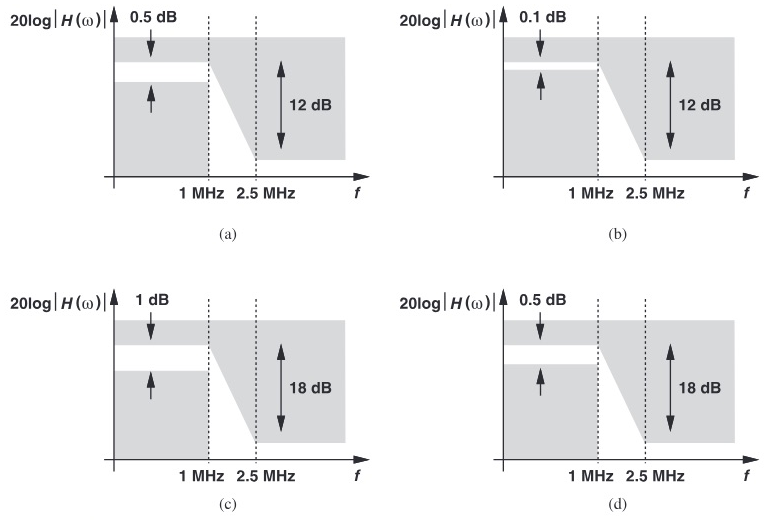 20log|H(ω)| 0.5 dB
12 dB
1 MHz 2.5 MHz f
(a)
20log|H(ω)| 0.1 dB
12 dB
1 MHz 2.5 MHz f
(b)
20log|H(ω)| 1 dB
18 dB
1 MHz 2.5 MHz f
(c)
20log|H(ω)| 0.5 dB
18 dB
1 MHz 2.5 MHz f
(d)